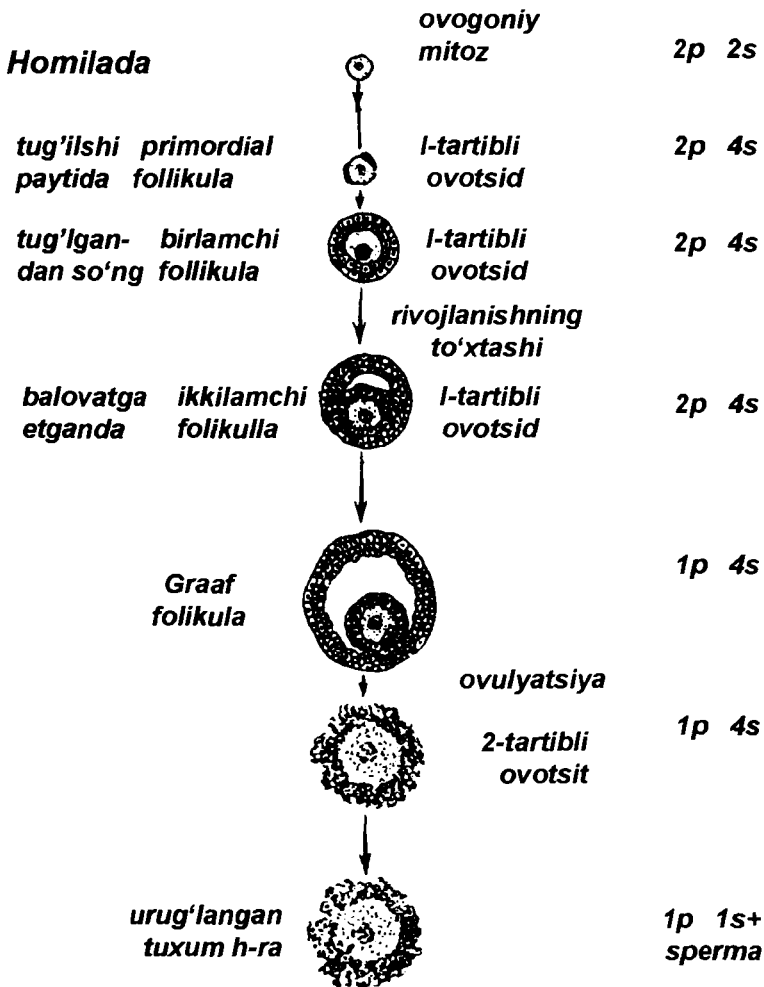 Homilada
ovogoniy
mitoz
2p 2s
tug'ilshi primordial
paytida follikula
I-tartibli
ovotsid
2p 4s
tug'lgan- birlamchi
dan so‘ng follikula
I-tartibli
ovotsid
2p 4s
rivojlanishning
to‘xtashi
balovatga ikkilamchi
etganda folikulla
I-tartibli
ovotsid
2p 4s
Graaf
folikula
1p 4s
ovulyatsiya
2-tartibli
ovotsit
1p 4s
urug‘langan
tuxum h-ra
1p 1s+
sperma